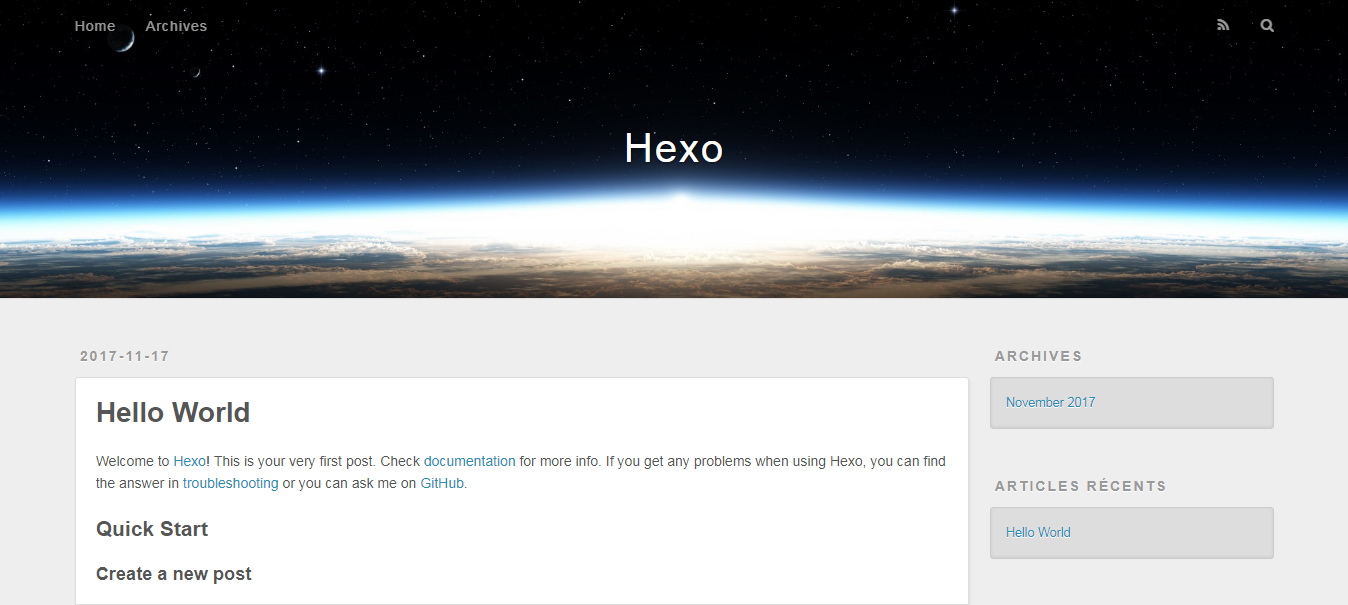 Home Archives
Hexo
2017-11-17
Hello World
Welcome to Hexo! This is your very first post. Check documentation for more info. If you get any problems when using Hexo, you can find
the answer in troubleshooting or you can ask me on GitHub.
Quick Start
Create a new post
ARCHIVES
November 2017
ARTICLES RÉCENTS
Hello World